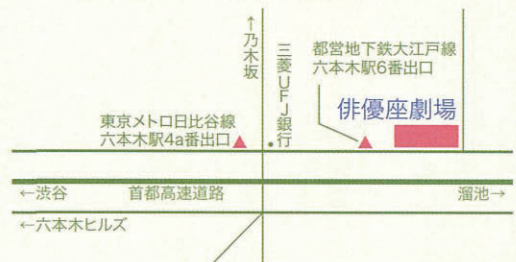 ↑乃木坂
三菱UFJ銀行
都営地下鉄大江戸線
六本木駅6番出口
俳優座劇場
東京メトロ日比谷線
六本木駅4a番出口
←渋谷
首都高速道路
溜池→
←六本木ヒルズ